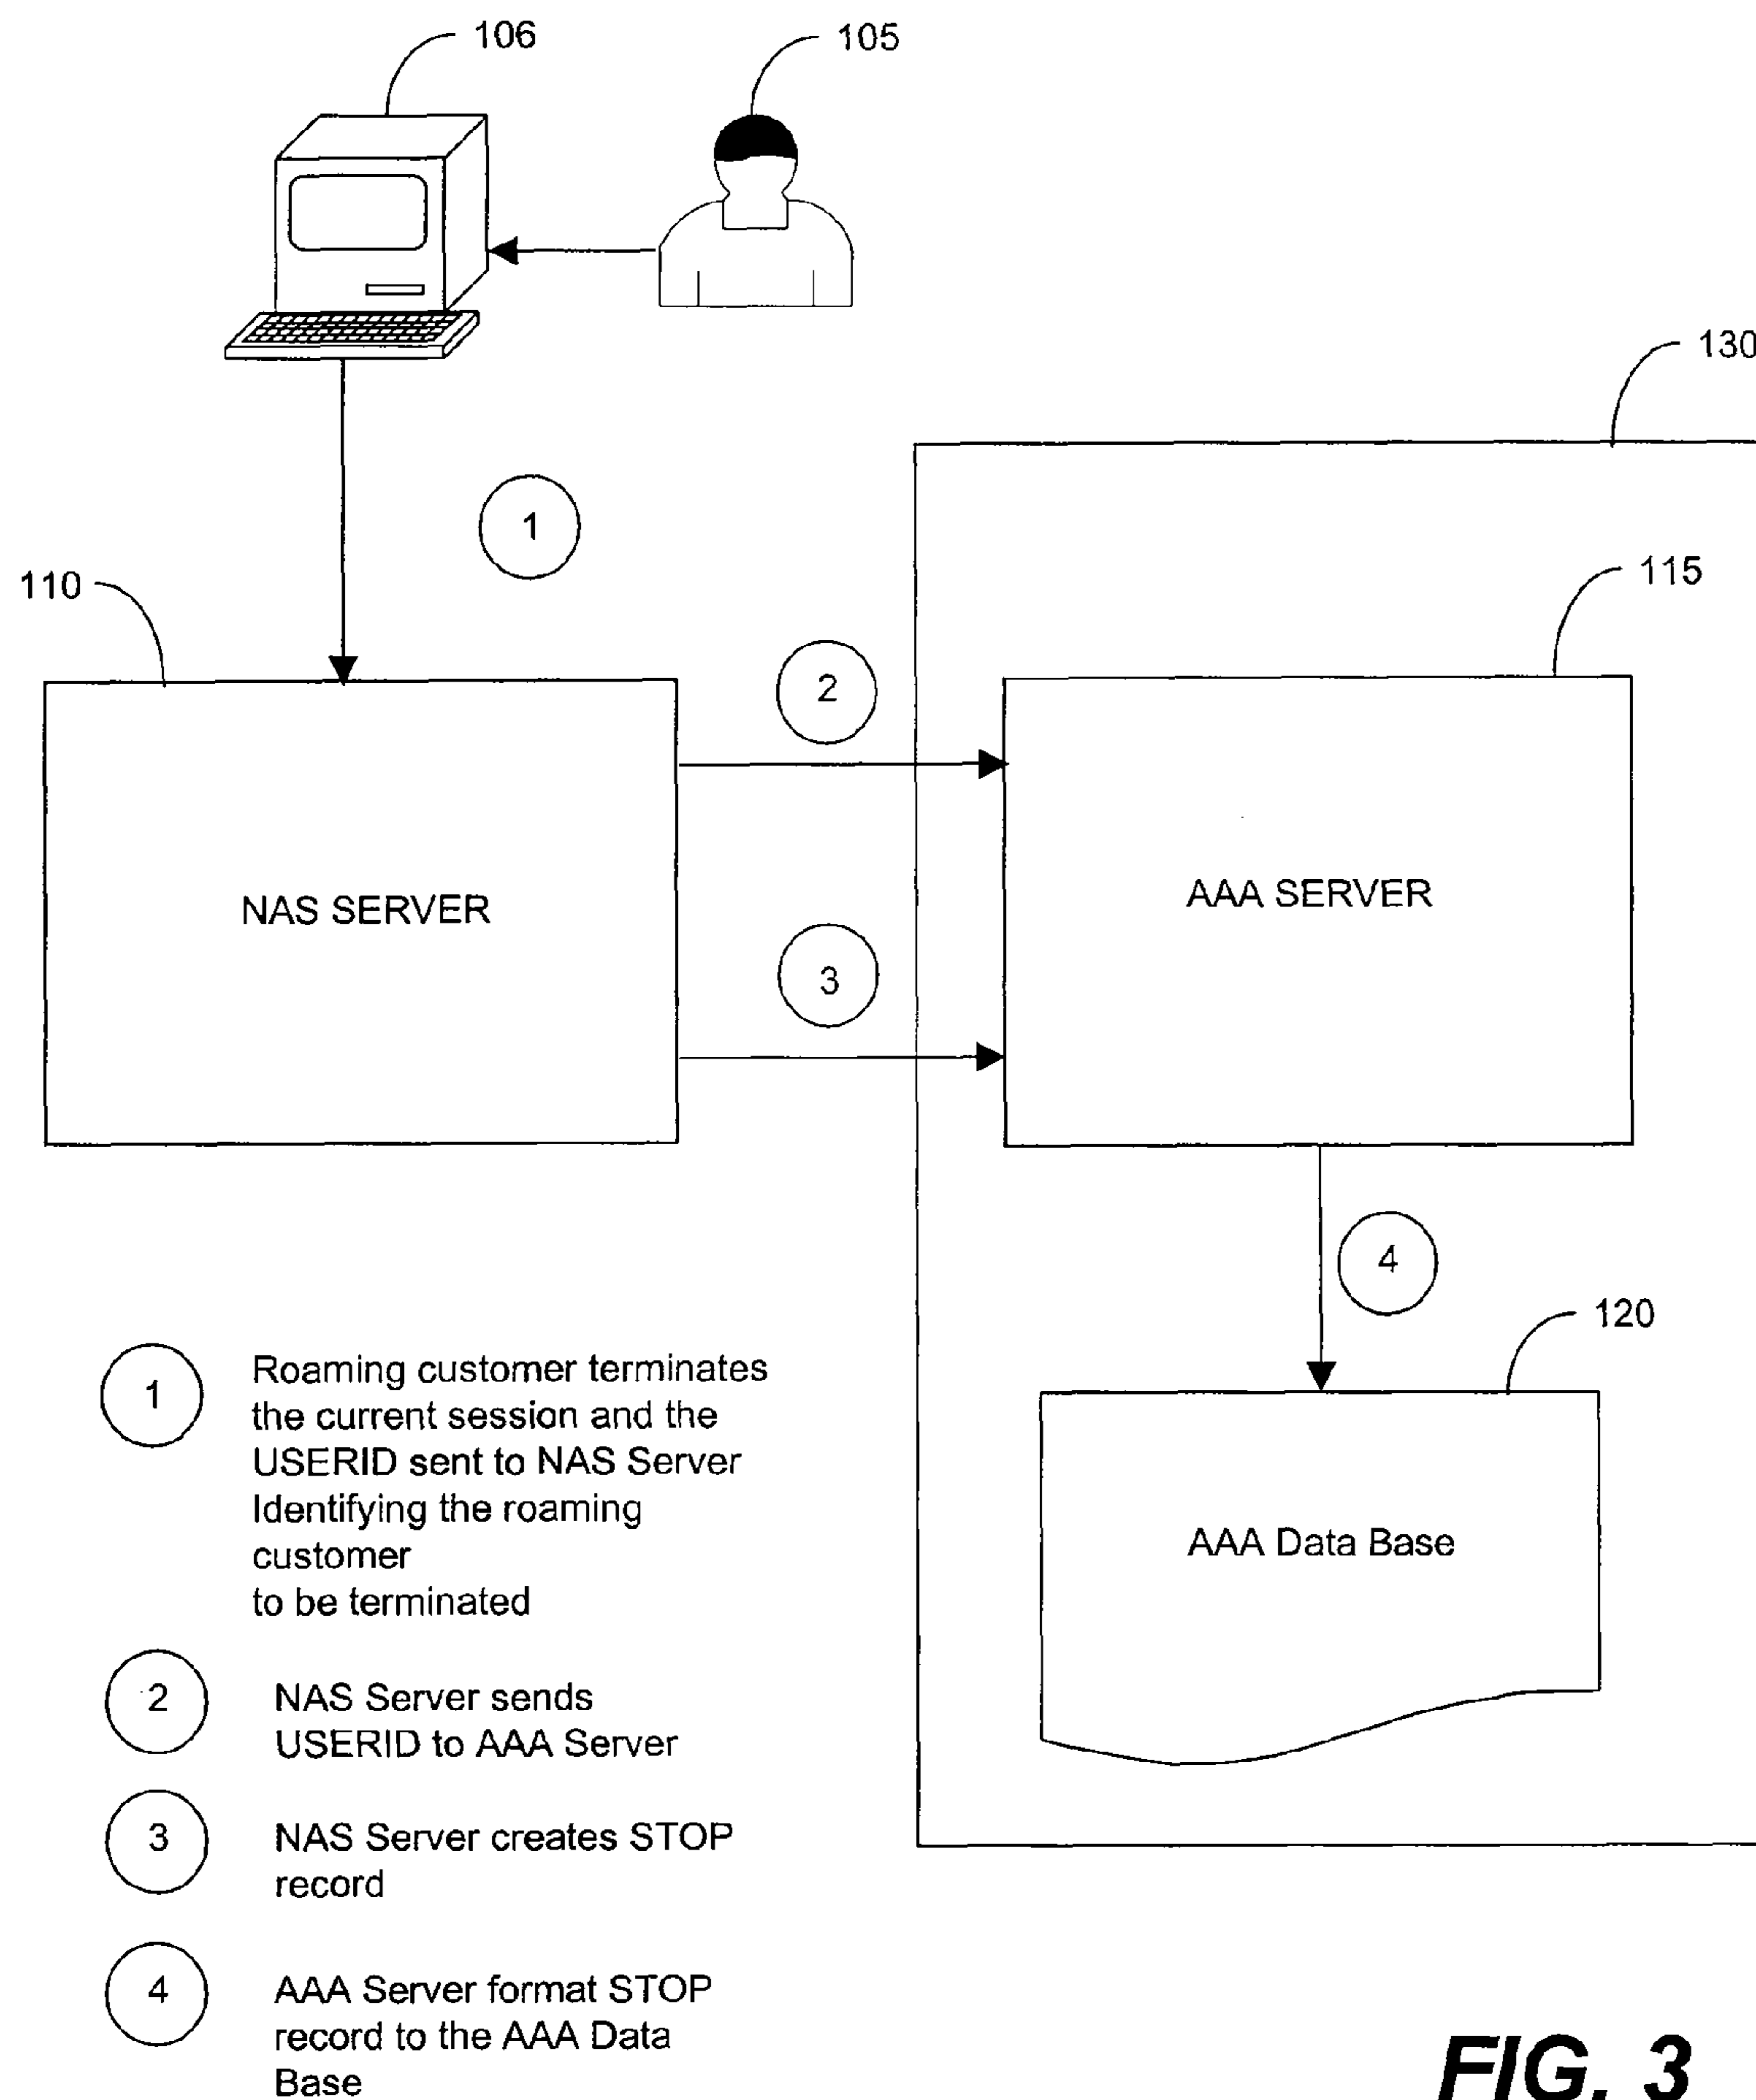 106
105
130
1
110
115
2
NAS SERVER
AAA SERVER
3
4
120
AAA Data Base
1
Roaming customer terminates
the current session and the
USERID sent to NAS Server
Identifying the roaming
customer
to be terminated
2
NAS Server sends
USERID to AAA Server
3
NAS Server creates STOP
record
4
AAA Server format STOP
record to the AAA Data
Base
FIG. 3